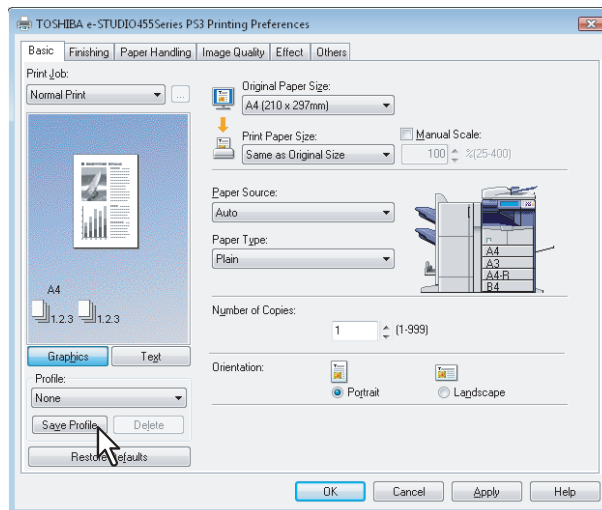 TOSHIBA e-STUDIO455Series PS3 Printing Preferences
Basic Finishing Paper Handling Image Quality Effect Others
Print Job:
Normal Print ...
A4
1.2.3 1.2.3
Graphics Text
Profile:
None
Save Profile Delete
Restore Defaults
Original Paper Size:
A4 (210 x 297mm)
Print Paper Size:
Same as Original Size
Manual Scale:
100 %(25-400)
Paper Source:
Auto
Paper Type:
Plain
A4
A3
A4-R
B4
Number of Copies:
1 (1-999)
Orientation:
Portrait Landscape
OK Cancel Apply Help